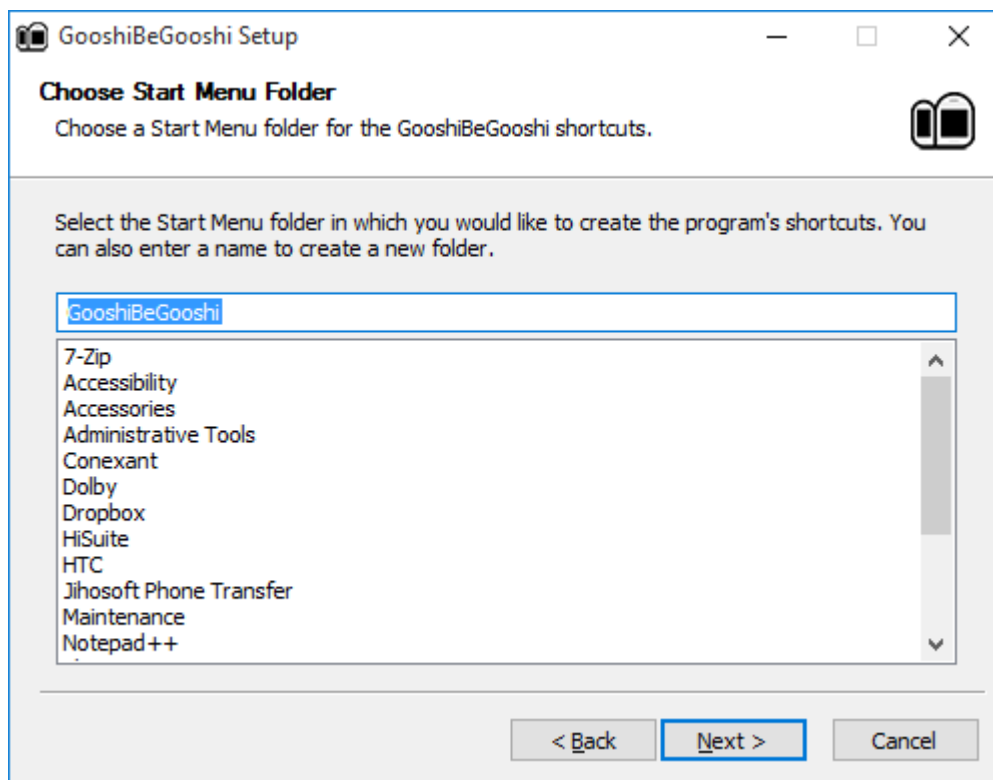 GooshiBeGooshi Setup
Choose Start Menu Folder
Choose a Start Menu folder for the GooshiBeGooshi shortcuts.
Select the Start Menu folder in which you would like to create the program's shortcuts. You
can also enter a name to create a new folder.
GooshiBeGooshi
7-Zip
Accessibility
Accessories
Administrative Tools
Conexant
Dolby
Dropbox
HiSuite
HTC
Jihosoft Phone Transfer
Maintenance
Notepad++
< Back
Next >
Cancel